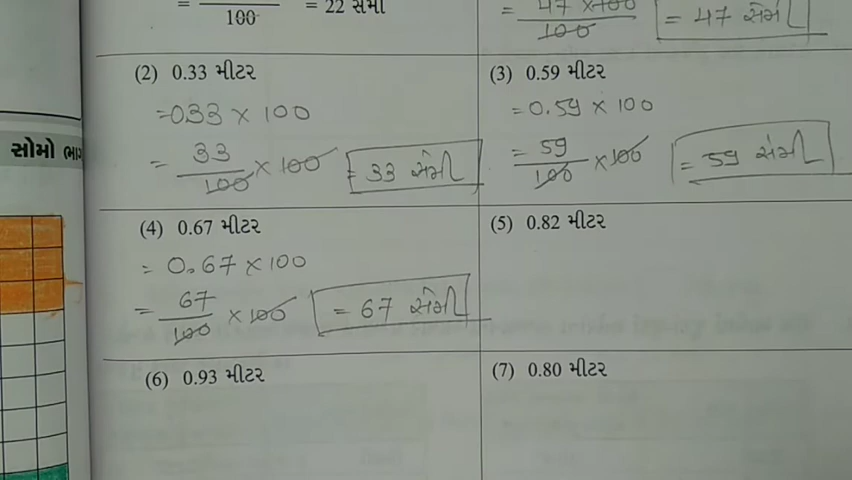 = 
100 = 22 સેમી
= 47 × 100
100 = 47 સેમી
(2) 0.33 મીટર
= 0.33 × 100
= 33
100 × 100 = 33 સેમી
(3) 0.59 મીટર
= 0.59 × 100
= 59
100 × 100 = 59 સેમી
સોમો ભાગ
(4) 0.67 મીટર
= 0.67 × 100
= 67
100 × 100 = 67 સેમી
(5) 0.82 મીટર
(6) 0.93 મીટર
(7) 0.80 મીટર